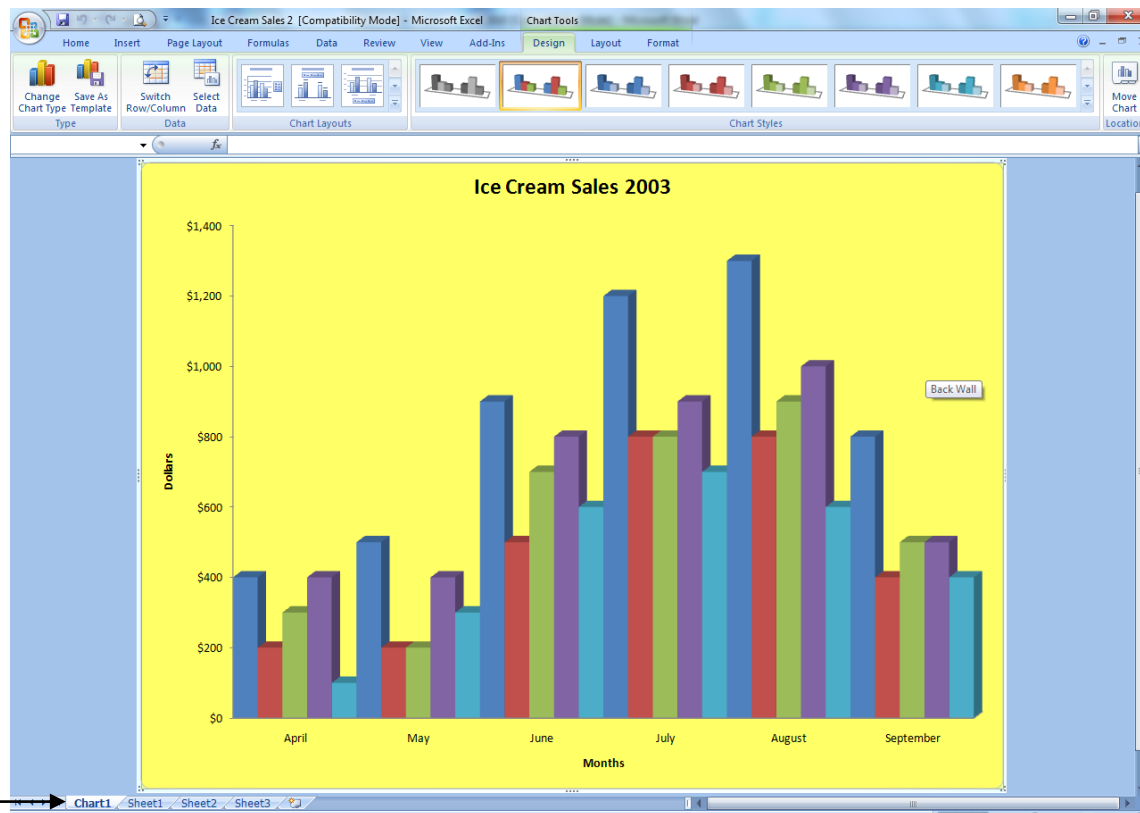 Ice Cream Sales 2 [Compatibility Mode] - Microsoft Excel
Chart Tools
Home Insert Page Layout Formulas Data Review View Add-Ins Design Layout Format
Change Chart Type
Save As Template
Switch Row/Column
Select Data
Move Chart
Type Data Chart Layouts Chart Styles Location
fx
Ice Cream Sales 2003
$1,400
$1,200
$1,000
Back Wall
$800
Dollars
$600
$400
$200
$0
April May June July August September
Months
Chart1 Sheet1 Sheet2 Sheet3